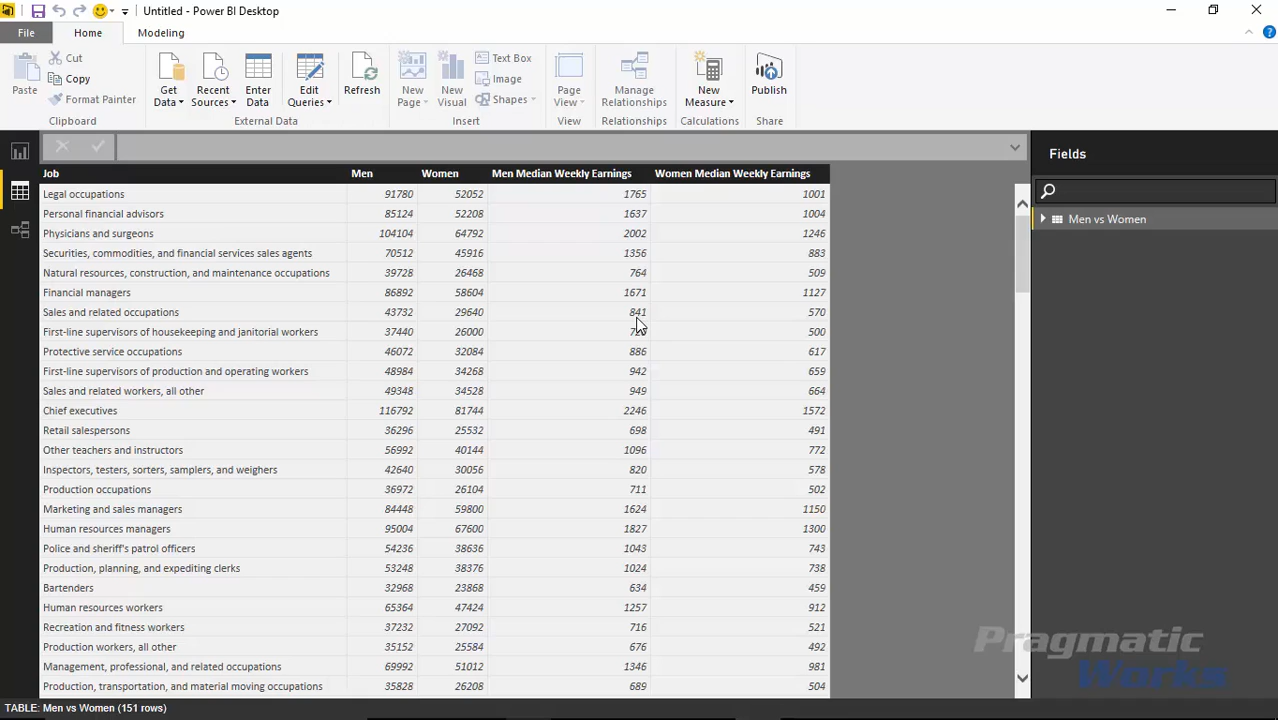 Untitled - Power BI Desktop
File Home Modeling
Paste
Cut
Copy
Format Painter
Clipboard
Get Data
Recent Sources
Enter Data
Edit Queries
Refresh
External Data
New Page
New Visual
Text Box
Image
Shapes
Insert
Page View
View
Manage Relationships
Relationships
New Measure
Calculations
Publish
Share
Fields
Men vs Women
Job Men Women Men Median Weekly Earnings Women Median Weekly Earnings
Legal occupations 91780 52052 1765 1001
Personal financial advisors 85124 52208 1637 1004
Physicians and surgeons 104104 64792 2002 1246
Securities, commodities, and financial services sales agents 70512 45916 1356 883
Natural resources, construction, and maintenance occupations 39728 26468 764 509
Financial managers 86892 58604 1671 1127
Sales and related occupations 43732 29640 841 570
First-line supervisors of housekeeping and janitorial workers 37440 26000 500
Protective service occupations 46072 32084 886 617
First-line supervisors of production and operating workers 48984 34268 942 659
Sales and related workers, all other 49348 34528 949 664
Chief executives 116792 81744 2246 1572
Retail salespersons 36296 25532 698 491
Other teachers and instructors 56992 40144 1096 772
Inspectors, testers, sorters, samplers, and weighers 42640 30056 820 578
Production occupations 36972 26104 711 502
Marketing and sales managers 84448 59800 1624 1150
Human resources managers 95004 67600 1827 1300
Police and sheriff's patrol officers 54236 38636 1043 743
Production, planning, and expediting clerks 53248 38376 1024 738
Bartenders 32968 23868 634 459
Human resources workers 65364 47424 1257 912
Recreation and fitness workers 37232 27092 716 521
Production workers, all other 35152 25584 676 492
Management, professional, and related occupations 69992 51012 1346 981
Production, transportation, and material moving occupations 35828 26208 689 504
Pragmatic
Works
TABLE: Men vs Women (151 rows)